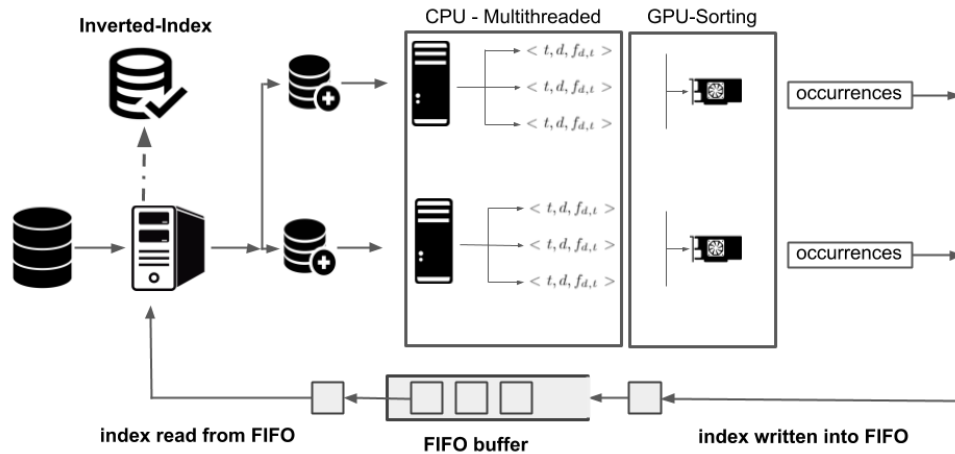 CPU - Multithreaded
GPU-Sorting
Inverted-Index
< t, d, f_{d,t} >
< t, d, f_{d,t} >
< t, d, f_{d,t} >
occurrences
< t, d, f_{d,t} >
< t, d, f_{d,t} >
< t, d, f_{d,t} >
occurrences
index read from FIFO
FIFO buffer
index written into FIFO